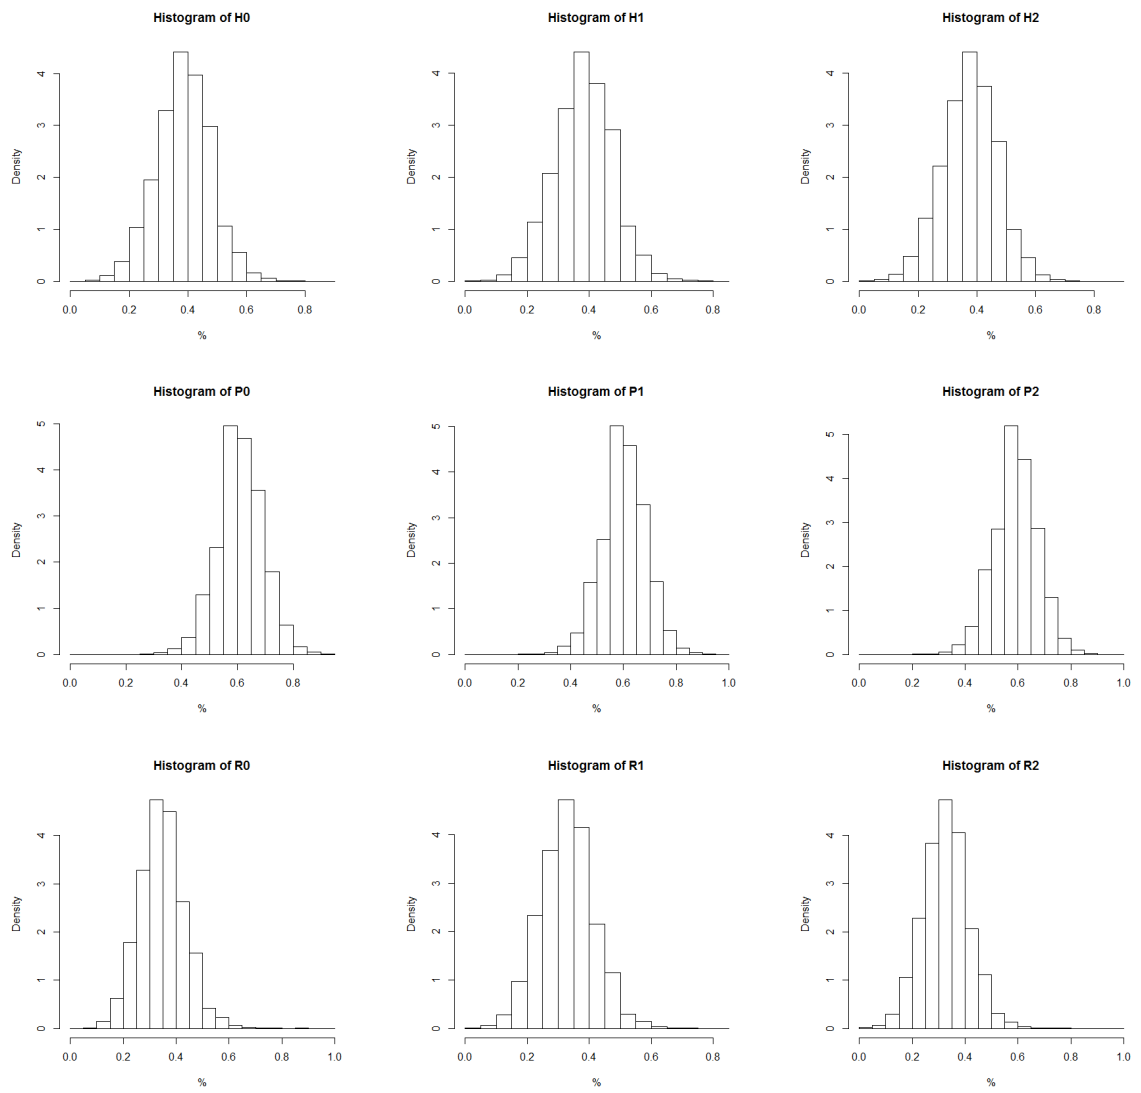 Histogram of H0
Density
0 1 2 3 4
0.0 0.2 0.4 0.6 0.8
%
Histogram of H1
Density
0 1 2 3 4
0.0 0.2 0.4 0.6 0.8
%
Histogram of H2
Density
0 1 2 3 4
0.0 0.2 0.4 0.6 0.8
%
Histogram of P0
Density
0 1 2 3 4 5
0.0 0.2 0.4 0.6 0.8
%
Histogram of P1
Density
0 1 2 3 4 5
0.0 0.2 0.4 0.6 0.8 1.0
%
Histogram of P2
Density
0 1 2 3 4 5
0.0 0.2 0.4 0.6 0.8 1.0
%
Histogram of R0
Density
0 1 2 3 4
0.0 0.2 0.4 0.6 0.8 1.0
%
Histogram of R1
Density
0 1 2 3 4
0.0 0.2 0.4 0.6 0.8
%
Histogram of R2
Density
0 1 2 3 4
0.0 0.2 0.4 0.6 0.8 1.0
%